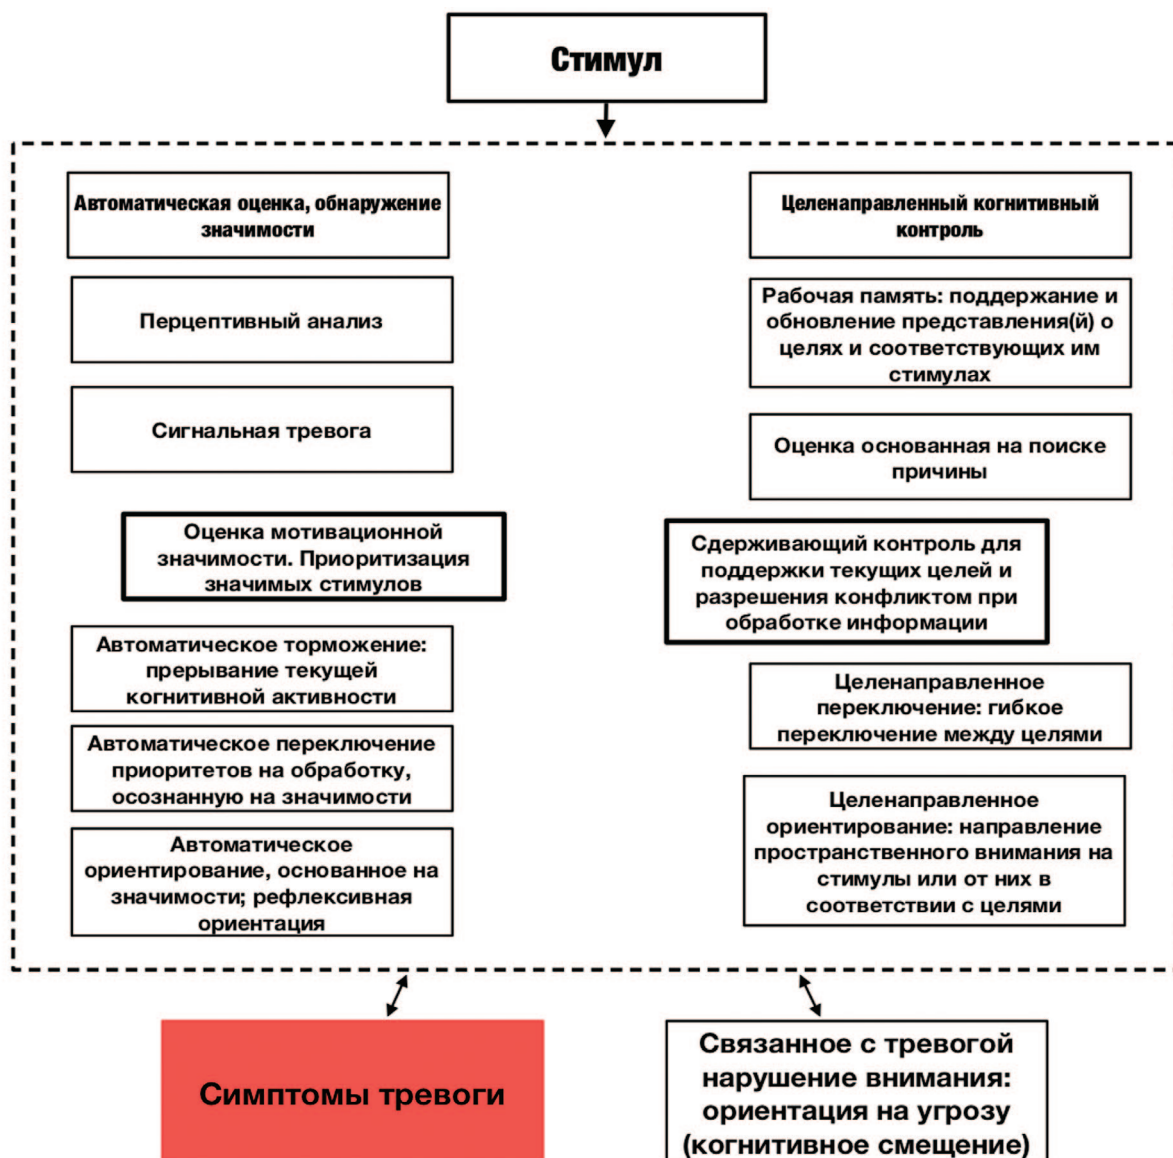 Стимул
Автоматическая оценка, обнаружение
значимости
Перцептивный анализ
Сигнальная тревога
Оценка мотивационной
значимости. Приоритизация
значимых стимулов
Автоматическое торможение:
прерывание текущей
когнитивной активности
Автоматическое переключение
приоритетов на обработку,
осознанную на значимости
Автоматическое
ориентирование, основанное на
значимости; рефлексивная
ориентация
Целенаправленный когнитивный
контроль
Рабочая память: поддержание и
обновление представления(й) о
целях и соответствующих им
стимулах
Оценка основанная на поиске
причины
Сдерживающий контроль для
поддержки текущих целей и
разрешения конфликтом при
обработке информации
Целенаправленное
переключение: гибкое
переключение между целями
Целенаправленное
ориентирование: направление
пространственного внимания на
стимулы или от них в
соответствии с целями
Симптомы тревоги
Связанное с тревогой
нарушение внимания:
ориентация на угрозу
(когнитивное смещение)